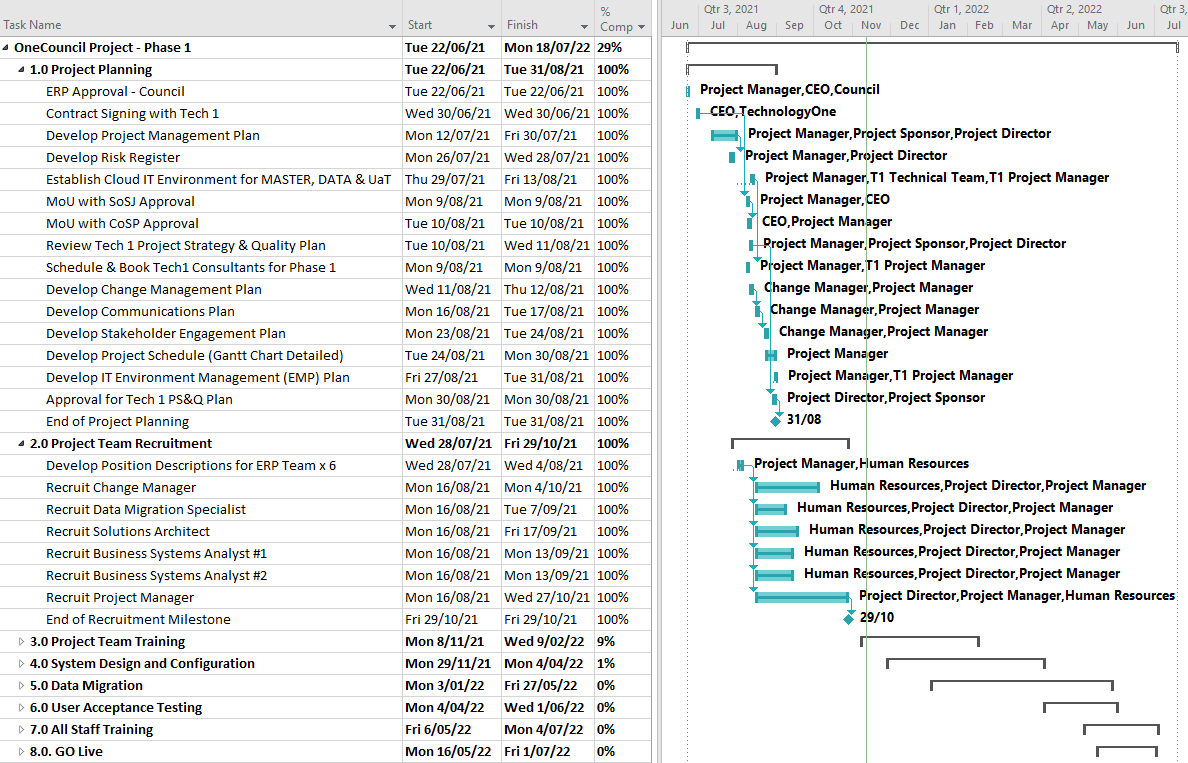 Qtr 3, 2021 Qtr 4, 2021 Qtr 1, 2022 Qtr 2, 2022 Qtr 3,
Task Name Start Finish % Comp Jun Jul Aug Sep Oct Nov Dec Jan Feb Mar Apr May Jun Jul
OneCouncil Project - Phase 1 Tue 22/06/21 Mon 18/07/22 29%
1.0 Project Planning Tue 22/06/21 Tue 31/08/21 100%
ERP Approval - Council Tue 22/06/21 Tue 22/06/21 100% Project Manager,CEO,Council
Contract Signing with Tech 1 Wed 30/06/21 Wed 30/06/21 100% CEO,TechnologyOne
Develop Project Management Plan Mon 12/07/21 Fri 30/07/21 100% Project Manager,Project Sponsor,Project Director
Develop Risk Register Mon 26/07/21 Wed 28/07/21 100% Project Manager,Project Director
Establish Cloud IT Environment for MASTER, DATA & UaT Thu 29/07/21 Fri 13/08/21 100% Project Manager,T1 Technical Team,T1 Project Manager
MoU with SoSJ Approval Mon 9/08/21 Mon 9/08/21 100% Project Manager,CEO
MoU with CoSP Approval Tue 10/08/21 Tue 10/08/21 100% CEO,Project Manager
Review Tech 1 Project Strategy & Quality Plan Tue 10/08/21 Wed 11/08/21 100% Project Manager,Project Sponsor,Project Director
Schedule & Book Tech1 Consultants for Phase 1 Mon 9/08/21 Mon 9/08/21 100% Project Manager,T1 Project Manager
Develop Change Management Plan Wed 11/08/21 Thu 12/08/21 100% Change Manager,Project Manager
Develop Communications Plan Mon 16/08/21 Tue 17/08/21 100% Change Manager,Project Manager
Develop Stakeholder Engagement Plan Mon 23/08/21 Tue 24/08/21 100% Change Manager,Project Manager
Develop Project Schedule (Gantt Chart Detailed) Tue 24/08/21 Mon 30/08/21 100% Project Manager
Develop IT Environment Management (EMP) Plan Fri 27/08/21 Tue 31/08/21 100% Project Manager,T1 Project Manager
Approval for Tech 1 PS&Q Plan Mon 30/08/21 Mon 30/08/21 100% Project Director,Project Sponsor
End of Project Planning Tue 31/08/21 Tue 31/08/21 100% 31/08
2.0 Project Team Recruitment Wed 28/07/21 Fri 29/10/21 100%
Develop Position Descriptions for ERP Team x 6 Wed 28/07/21 Wed 4/08/21 100% Project Manager,Human Resources
Recruit Change Manager Mon 16/08/21 Mon 4/10/21 100% Human Resources,Project Director,Project Manager
Recruit Data Migration Specialist Mon 16/08/21 Tue 7/09/21 100% Human Resources,Project Director,Project Manager
Recruit Solutions Architect Mon 16/08/21 Fri 17/09/21 100% Human Resources,Project Director,Project Manager
Recruit Business Systems Analyst #1 Mon 16/08/21 Mon 13/09/21 100% Human Resources,Project Director,Project Manager
Recruit Business Systems Analyst #2 Mon 16/08/21 Mon 13/09/21 100% Human Resources,Project Director,Project Manager
Recruit Project Manager Mon 16/08/21 Wed 27/10/21 100% Project Director,Project Manager,Human Resources
End of Recruitment Milestone Fri 29/10/21 Fri 29/10/21 100% 29/10
3.0 Project Team Training Mon 8/11/21 Wed 9/02/22 9%
4.0 System Design and Configuration Mon 29/11/21 Mon 4/04/22 1%
5.0 Data Migration Mon 3/01/22 Fri 27/05/22 0%
6.0 User Acceptance Testing Mon 4/04/22 Wed 1/06/22 0%
7.0 All Staff Training Fri 6/05/22 Mon 4/07/22 0%
8.0. GO Live Mon 16/05/22 Fri 1/07/22 0%